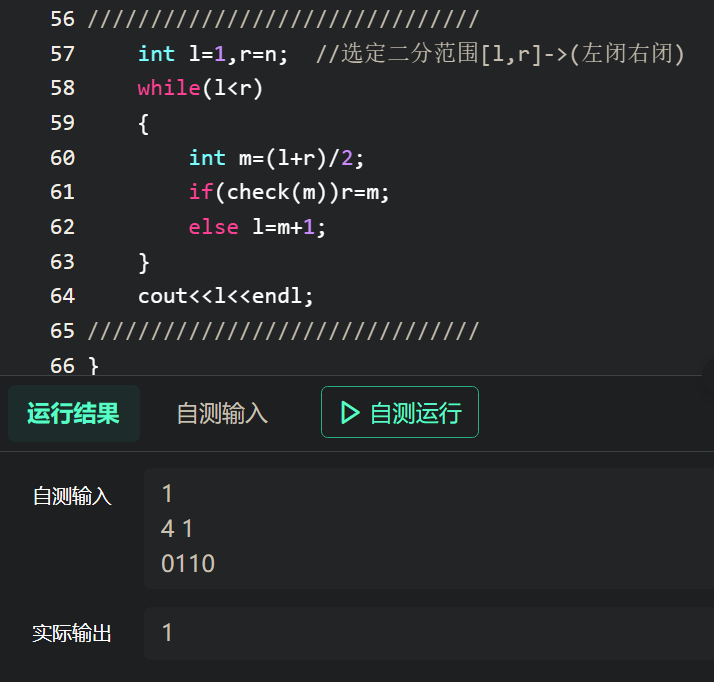 56 ///////////////////////////////
57     int l=1,r=n;  //选定二分范围[l,r]->(左闭右闭)
58     while(l<r)
59     {
60         int m=(l+r)/2;
61         if(check(m))r=m;
62         else l=m+1;
63     }
64     cout<<l<<endl;
65 ///////////////////////////////
66 }
运行结果 自测输入 自测运行
自测输入 1
4 1
0110
实际输出 1